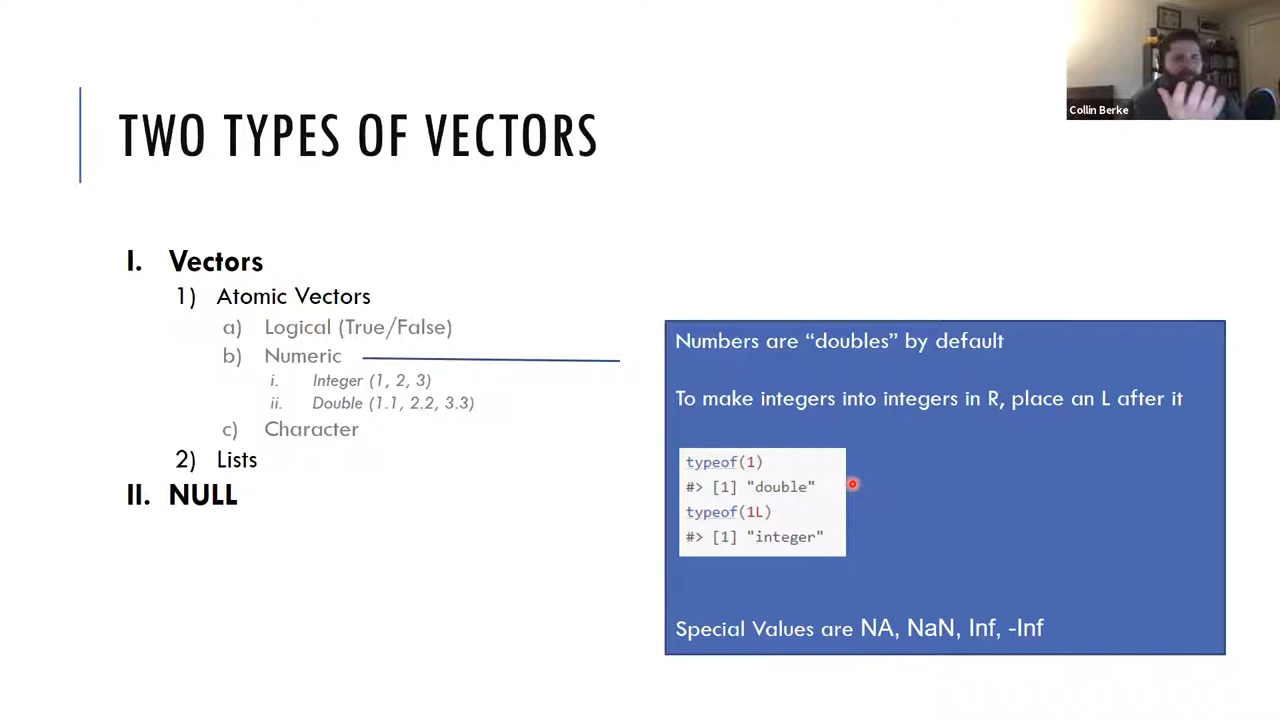 Collin Berke
TWO TYPES OF VECTORS
I. Vectors
1) Atomic Vectors
a) Logical (True/False)
b) Numeric
i. Integer (1, 2, 3)
ii. Double (1.1, 2.2, 3.3)
c) Character
2) Lists
II. NULL
Numbers are “doubles” by default
To make integers into integers in R, place an L after it
typeof(1)
#> [1] "double"
typeof(1L)
#> [1] "integer"
Special Values are NA, NaN, Inf, -Inf